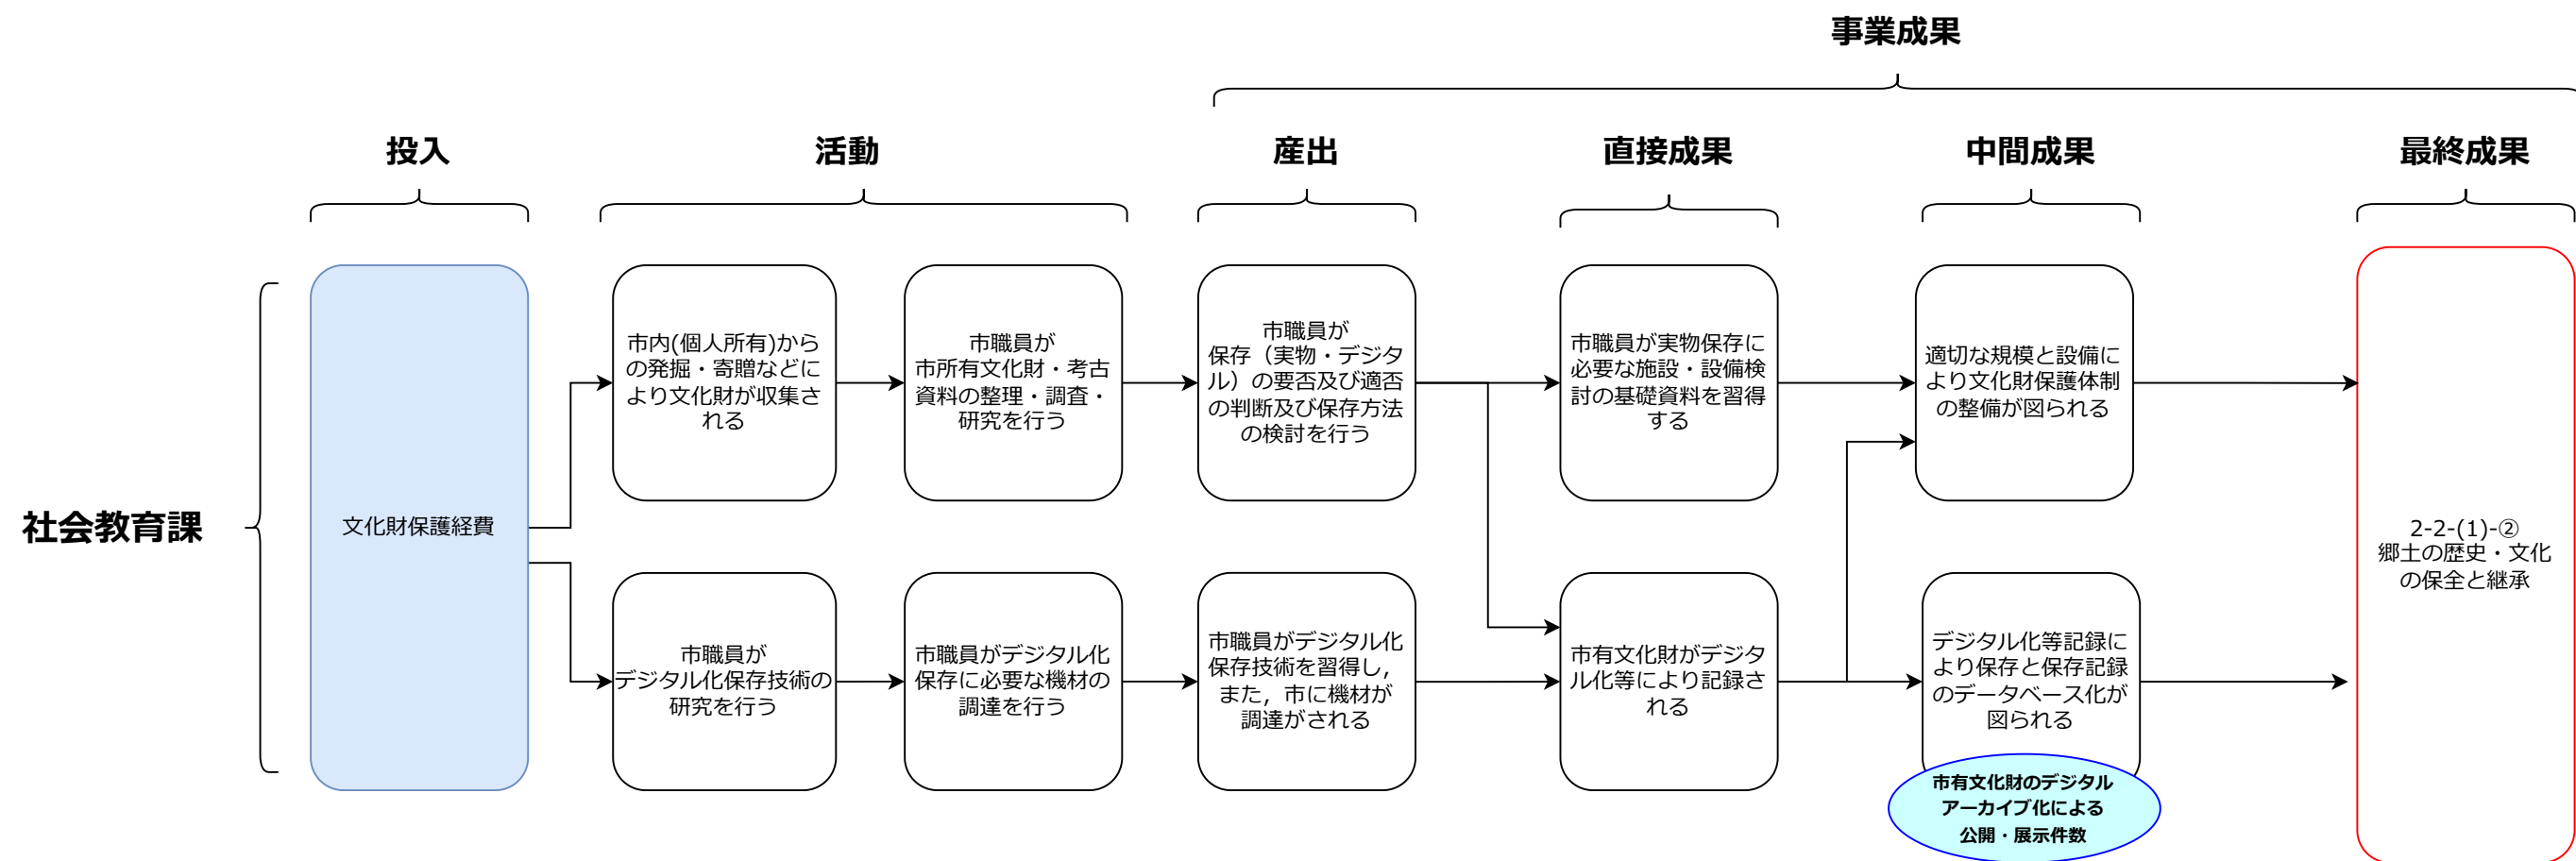 事業成果
投入
活動
産出
直接成果
中間成果
最終成果
社会教育課
文化財保護経費
市内(個人所有)から
の発掘・寄贈などに
より文化財が収集さ
れる
市職員が
市所有文化財・考古
資料の整理・調査・
研究を行う
市職員が
保存（実物・デジタ
ル）の要否及び適否
の判断及び保存方法
の検討を行う
市職員が実物保存に
必要な施設・設備検
討の基礎資料を習得
する
適切な規模と設備に
より文化財保護体制
の整備が図られる
2-2-(1)-②
郷土の歴史・文化
の保全と継承
市職員が
デジタル化保存技術の
研究を行う
市職員がデジタル化
保存に必要な機材の
調達を行う
市職員がデジタル化
保存技術を習得し，
また，市に機材が
調達がされる
市有文化財がデジタ
ル化等により記録さ
れる
デジタル化等記録に
より保存と保存記録
のデータベース化が
図られる
市有文化財のデジタル
アーカイブ化による
公開・展示件数